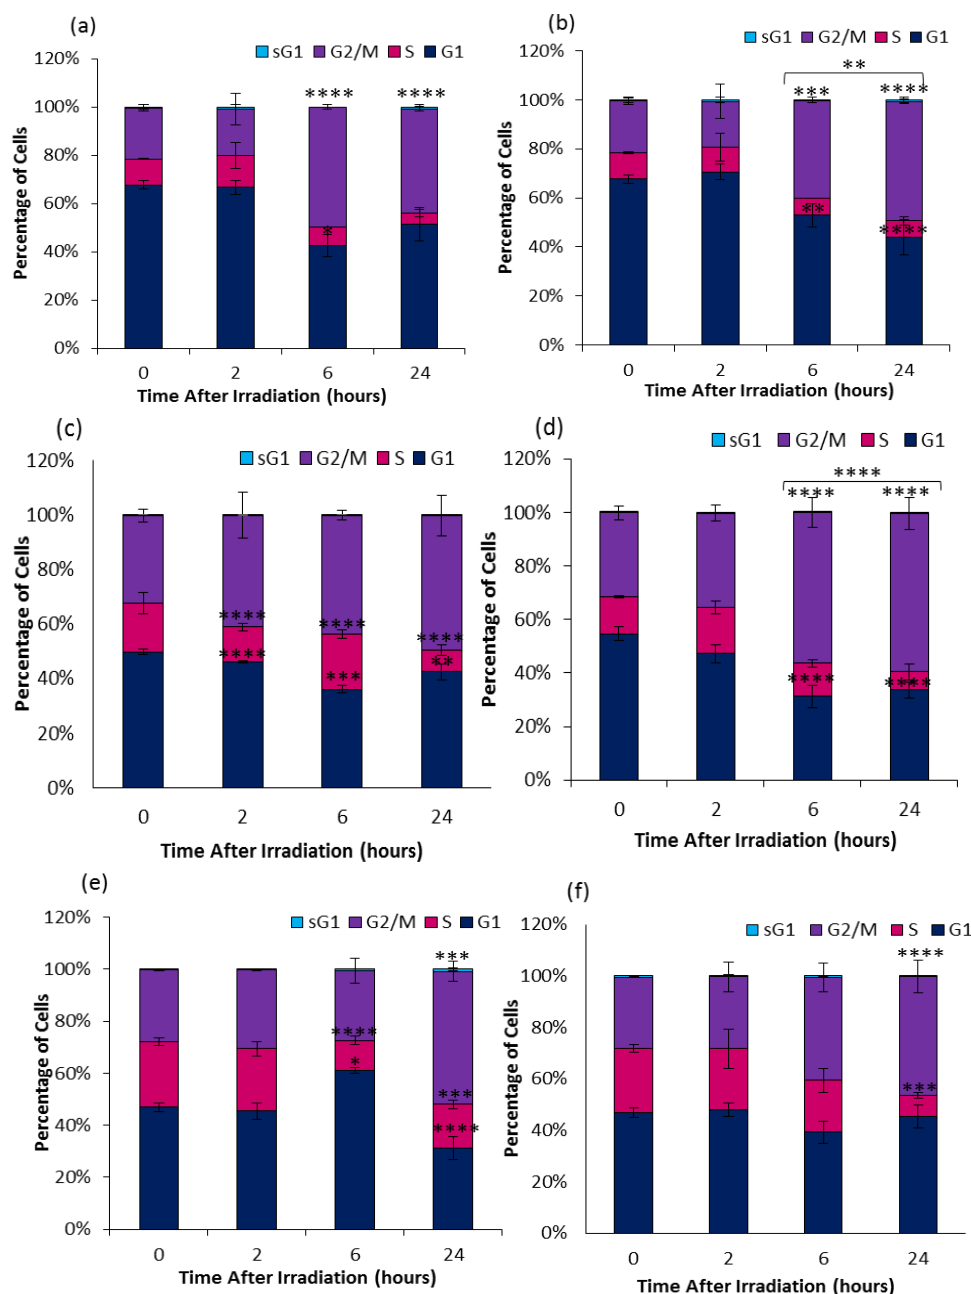 (a)
sG1 G2/M S G1
120%
100%
80%
60%
40%
20%
0%
Percentage of Cells
**** ****
*
0 2 6 24
Time After Irradiation (hours)
(b)
sG1 G2/M S G1
120%
100%
80%
60%
40%
20%
0%
Percentage of Cells
**
*** ****
** ****
0 2 6 24
Time After Irradiation (hours)
(c)
sG1 G2/M S G1
120%
100%
80%
60%
40%
20%
0%
Percentage of Cells
**** **** ****
**** *** **
0 2 6 24
Time After Irradiation (hours)
(d)
sG1 G2/M S G1
120%
100%
80%
60%
40%
20%
0%
Percentage of Cells
****
**** ****
**** ****
0 2 6 24
Time After Irradiation (hours)
(e)
sG1 G2/M S G1
120%
100%
80%
60%
40%
20%
0%
Percentage of Cells
***
****
*
***
****
0 2 6 24
Time After Irradiation (hours)
(f)
sG1 G2/M S G1
120%
100%
80%
60%
40%
20%
0%
Percentage of Cells
****
***
0 2 6 24
Time After Irradiation (hours)